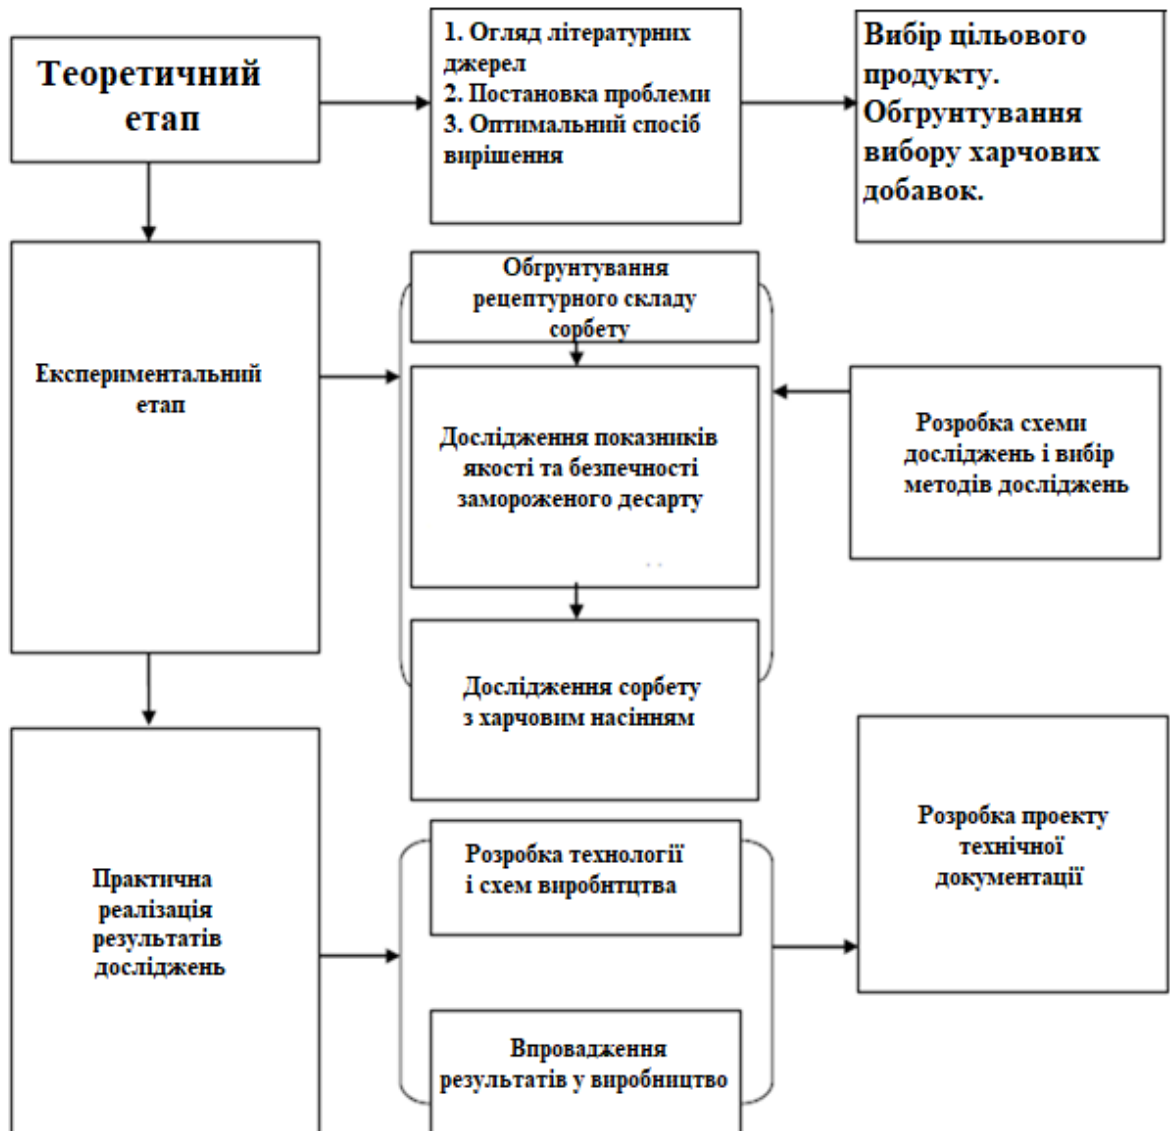 Теоретичний
етап
1. Огляд літературних
джерел
2. Постановка проблеми
3. Оптимальний спосіб
вирішення
Вибір цільового
продукту.
Обгрунтування
вибору харчових
добавок.
Експериментальний
етап
Обгрунтування
рецептурного складу
сорбету
Дослідження показників
якості та безпечності
замороженого десарту
Дослідження сорбету
з харчовим насінням
Розробка схеми
досліджень і вибір
методів досліджень
Практична
реалізація
результатів
досліджень
Розробка технології
і схем виробнтцтва
Впровадження
результатів у виробництво
Розробка проекту
технічної
документації